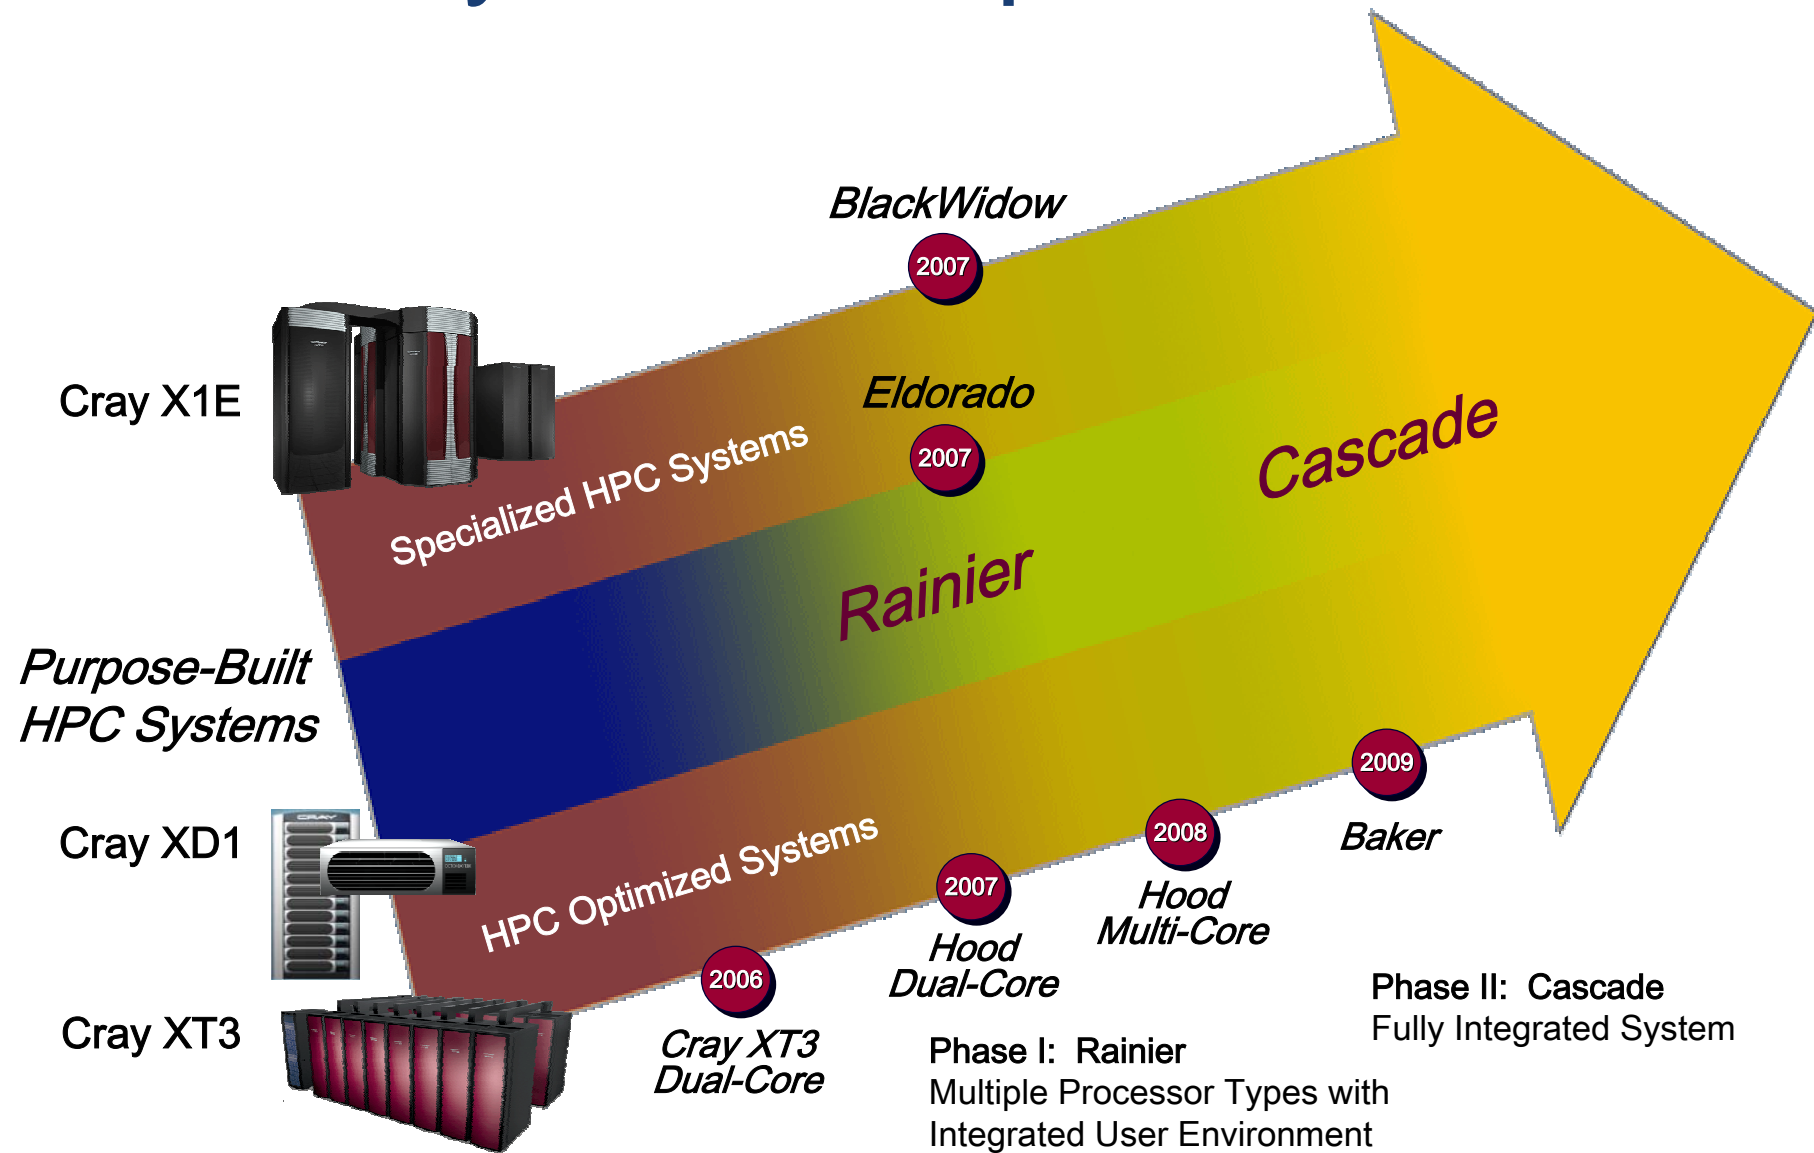 BlackWidow
2007
Cray X1E
Eldorado
2007
Specialized HPC Systems
Cascade
Rainier
Purpose-Built
HPC Systems
Cray XD1
CRAY
HPC Optimized Systems
2009
Baker
2008
Hood
Multi-Core
2007
Hood
Dual-Core
2006
Cray XT3
Dual-Core
Cray XT3
Phase I: Rainier
Multiple Processor Types with
Integrated User Environment
Phase II: Cascade
Fully Integrated System